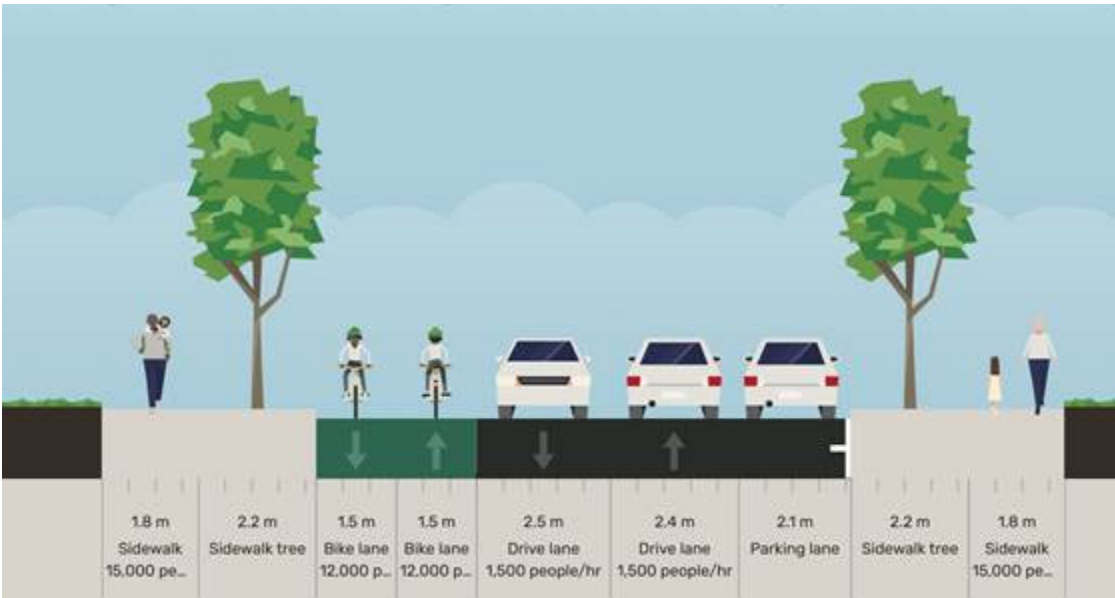 1.8 m
Sidewalk
15,000 pe...
2.2 m
Sidewalk tree
1.5 m
Bike lane
12,000 p...
1.5 m
Bike lane
12,000 p...
2.5 m
Drive lane
1,500 people/hr
2.4 m
Drive lane
1,500 people/hr
2.1 m
Parking lane
2.2 m
Sidewalk tree
1.8 m
Sidewalk
15,000 pe...